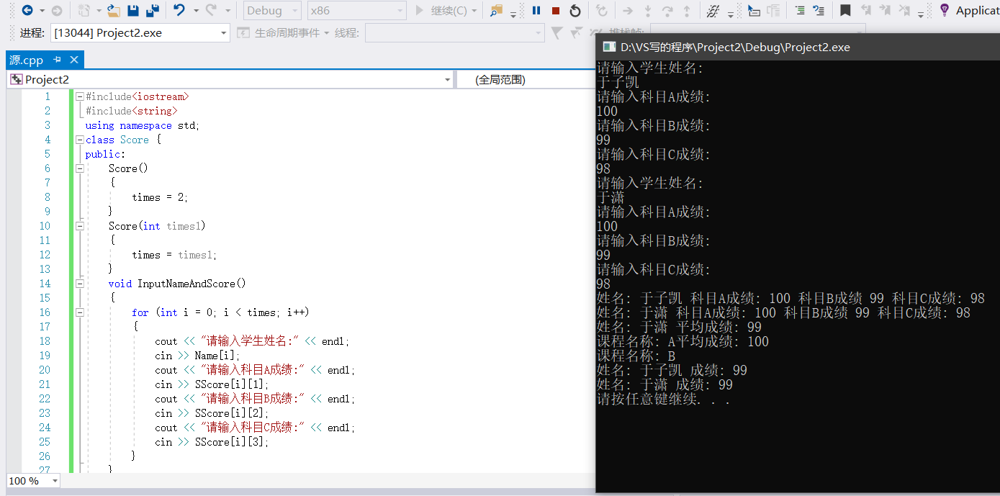 Debug x86 继续(C) Applicat
进程: [13044] Project2.exe 生命周期事件 线程: 堆栈帧:
源.cpp
Project2 (全局范围)
1 #include<iostream>
2 #include<string>
3 using namespace std;
4 class Score {
5 public:
6 Score()
7 {
8 times = 2;
9 }
10 Score(int times1)
11 {
12 times = times1;
13 }
14 void InputNameAndScore()
15 {
16 for (int i = 0; i < times; i++)
17 {
18 cout << "请输入学生姓名:" << endl;
19 cin >> Name[i];
20 cout << "请输入科目A成绩:" << endl;
21 cin >> SScore[i][1];
22 cout << "请输入科目B成绩:" << endl;
23 cin >> SScore[i][2];
24 cout << "请输入科目C成绩:" << endl;
25 cin >> SScore[i][3];
26 }
27 }
100 %
D:\VS写的程序\Project2\Debug\Project2.exe
请输入学生姓名:
于子凯
请输入科目A成绩:
100
请输入科目B成绩:
99
请输入科目C成绩:
98
请输入学生姓名:
于潇
请输入科目A成绩:
100
请输入科目B成绩:
99
请输入科目C成绩:
98
姓名: 于子凯 科目A成绩: 100 科目B成绩 99 科目C成绩: 98
姓名: 于潇 科目A成绩: 100 科目B成绩 99 科目C成绩: 98
姓名: 于潇 平均成绩: 99
课程名称: A平均成绩: 100
课程名称: B
姓名: 于子凯 成绩: 99
姓名: 于潇 成绩: 99
请按任意键继续. . .